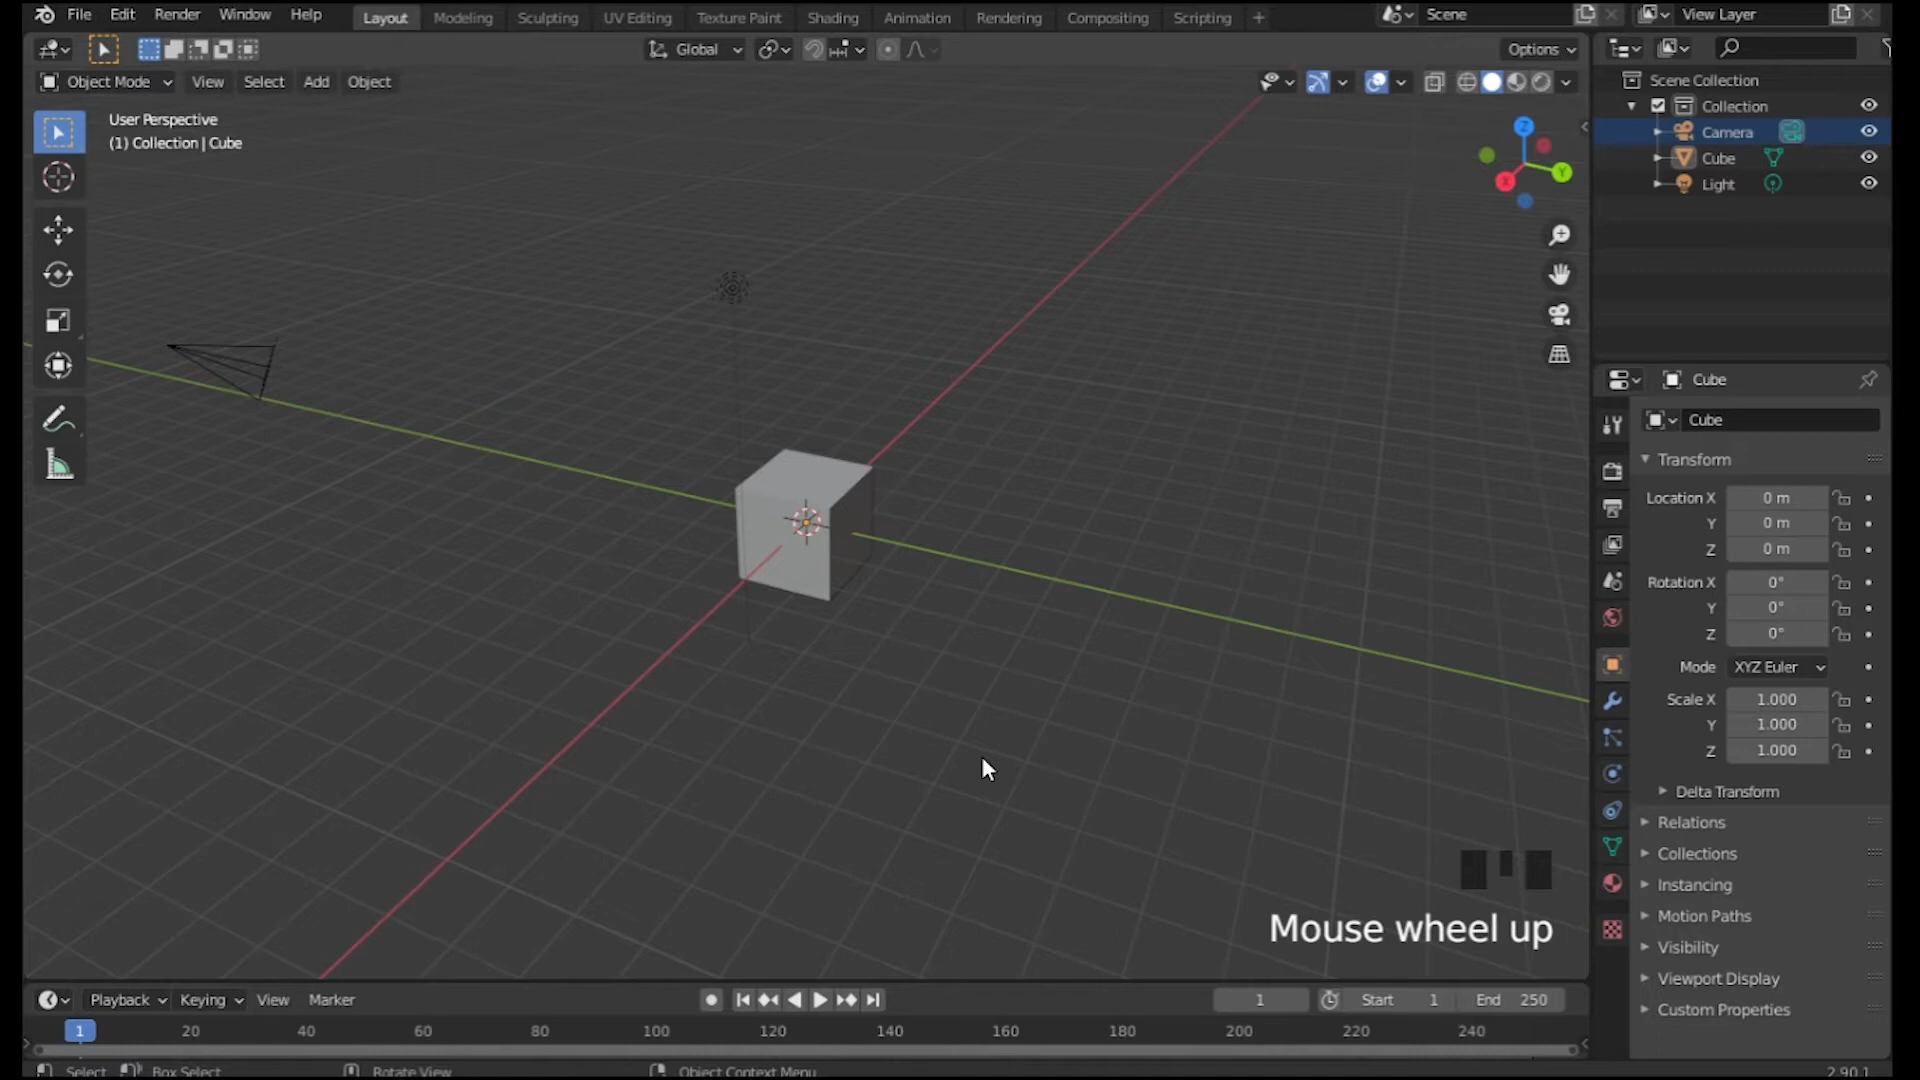 File Edit Render Window Help Layout Modeling Sculpting UV Editing Texture Paint Shading Animation Rendering Compositing Scripting + Scene View Layer
Global Options
Object Mode View Select Add Object
User Perspective
(1) Collection | Cube
Z
Y
X
Scene Collection
Collection
Camera
Cube
Light
Cube
Cube
Transform
Location X 0 m
Y 0 m
Z 0 m
Rotation X 0°
Y 0°
Z 0°
Mode XYZ Euler
Scale X 1.000
Y 1.000
Z 1.000
Delta Transform
Relations
Collections
Instancing
Motion Paths
Visibility
Viewport Display
Custom Properties
Mouse wheel up
Playback Keying View Marker 1 Start 1 End 250
1 20 40 60 80 100 120 140 160 180 200 220 240
Select Box Select Rotate View Object Context Menu 2.90.1